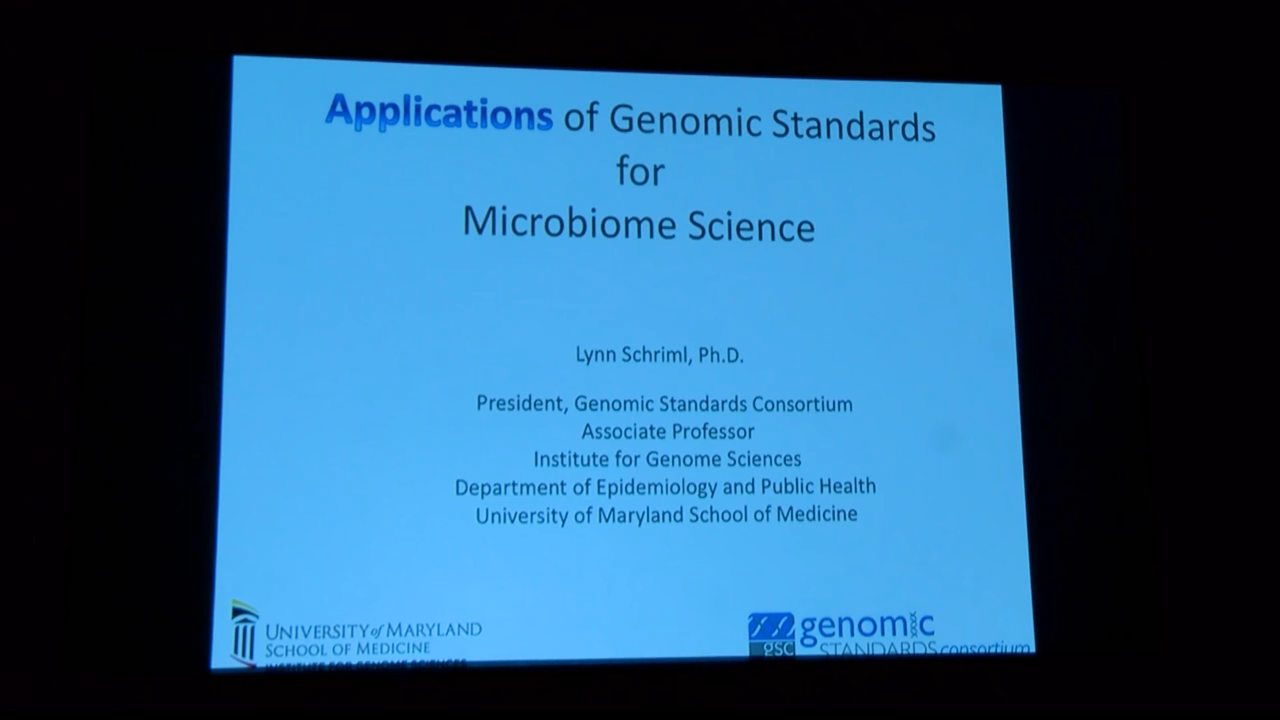 Applications of Genomic Standards
for
Microbiome Science
Lynn Schriml, Ph.D.
President, Genomic Standards Consortium
Associate Professor
Institute for Genome Sciences
Department of Epidemiology and Public Health
University of Maryland School of Medicine
UNIVERSITY of MARYLAND
SCHOOL OF MEDICINE
INSTITUTE FOR GENOME SCIENCES
gsc
genomic
STANDARDS consortium